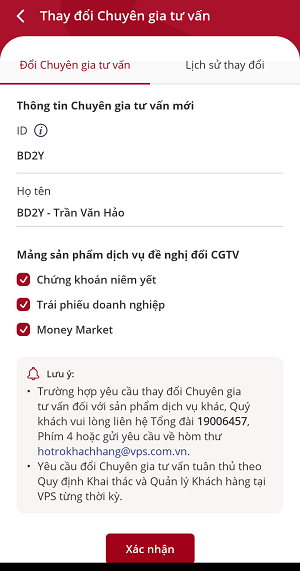 Thay đổi Chuyên gia tư vấn
Đổi Chuyên gia tư vấn
Lịch sử thay đổi
Thông tin Chuyên gia tư vấn mới
ID
BD2Y
Họ tên
BD2Y - Trần Văn Hảo
Mảng sản phẩm dịch vụ đề nghị đổi CGTV
Chứng khoán niêm yết
Trái phiếu doanh nghiệp
Money Market
Lưu ý:
• Trường hợp yêu cầu thay đổi Chuyên gia
tư vấn đối với sản phẩm dịch vụ khác, Quý
khách vui lòng liên hệ Tổng đài 19006457,
Phím 4 hoặc gửi yêu cầu về hòm thư
hotrokhachhang@vps.com.vn.
• Yêu cầu đổi Chuyên gia tư vấn tuân thủ theo
Quy định Khai thác và Quản lý Khách hàng tại
VPS từng thời kỳ.
Xác nhận